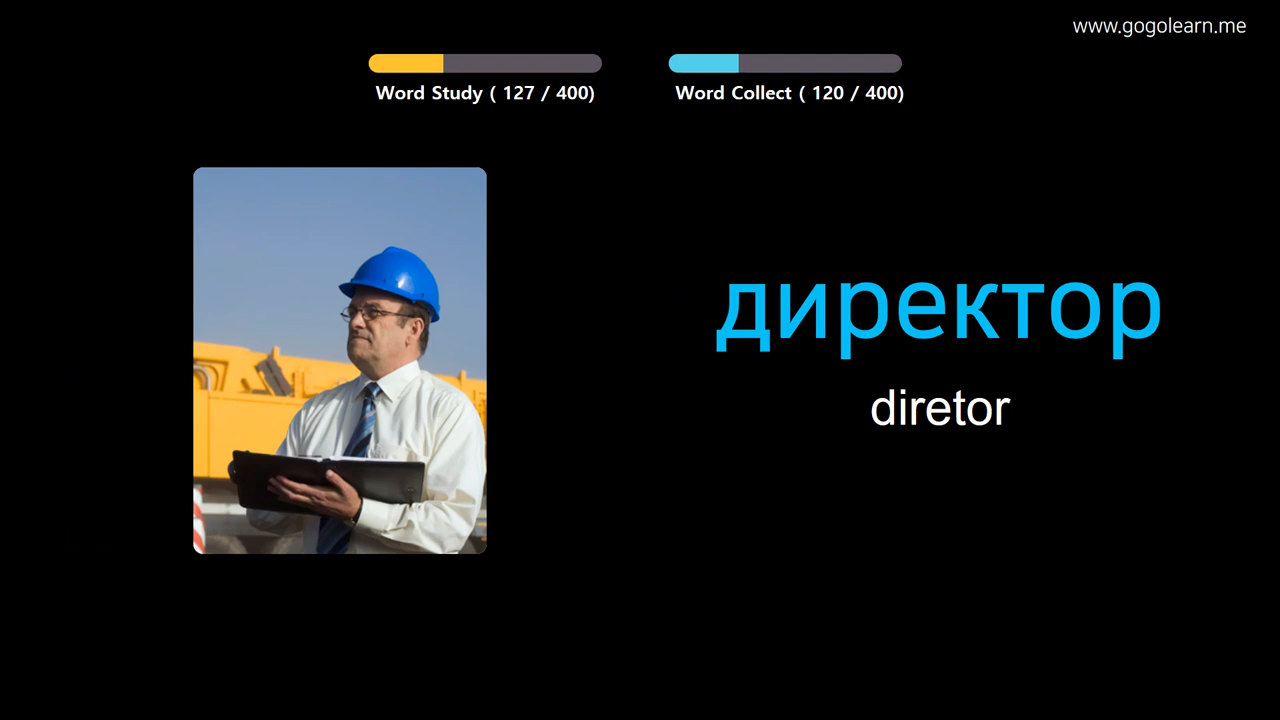 www.gogolearn.me
Word Study ( 127 / 400)
Word Collect ( 120 / 400)
директор
diretor